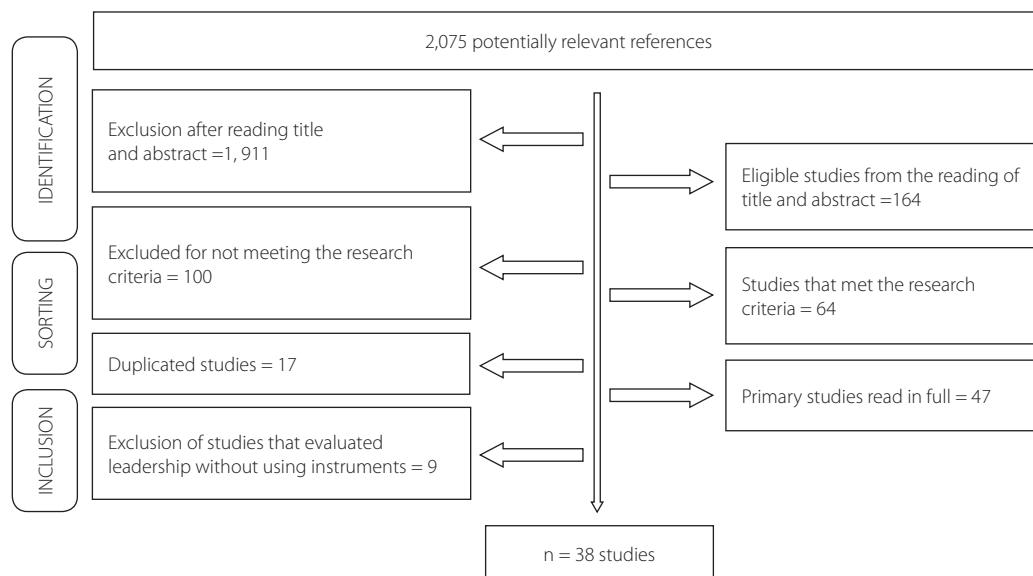 2,075 potentially relevant references
IDENTIFICATION
Exclusion after reading title
and abstract =1, 911
Eligible studies from the reading of
title and abstract =164
Excluded for not meeting the research
criteria = 100
SORTING
Studies that met the research
criteria = 64
Duplicated studies = 17
Primary studies read in full = 47
INCLUSION
Exclusion of studies that evaluated
leadership without using instruments = 9
n = 38 studies